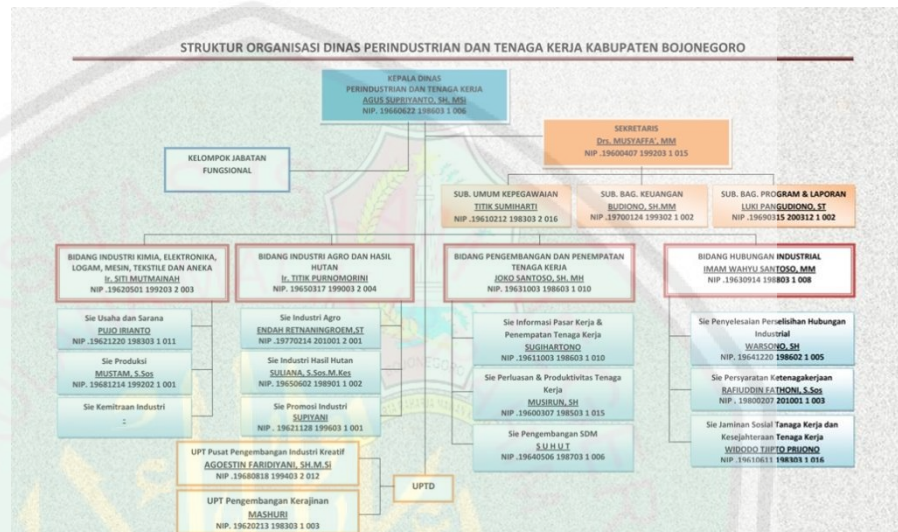 STRUKTUR ORGANISASI DINAS PERINDUSTRIAN DAN TENAGA KERJA KABUPATEN BOJONEGORO
KEPALA DINAS
PERINDUSTRIAN DAN TENAGA KERJA
AGUS SUPRIYANTO, SH, MSi
NIP. 19660622 198603 1 006
SEKRETARIS
Drs. MUSYAFFA', MM
NIP .19600407 199203 1 015
KELOMPOK JABATAN
FUNGSIONAL
SUB. UMUM KEPEGAWAIAN
TITIK SUMIHARTI
NIP .19610212 198303 2 016
SUB. BAG. KEUANGAN
BUDIONO, SH.MM
NIP .19700124 199302 1 002
SUB. BAG. PROGRAM & LAPORAN
LUKI PANGUDIONO, ST
NIP .19690315 200312 1 002
BIDANG INDUSTRI KIMIA, ELEKTRONIKA,
LOGAM, MESIN, TEKSTILE DAN ANEKA
Ir. SITI MUTMAINAH
NIP .19620501 199203 2 003
BIDANG INDUSTRI AGRO DAN HASIL
HUTAN
Ir. TITIK PURNOMORINI
NIP. 19650317 199003 2 004
BIDANG PENGEMBANGAN DAN PENEMPATAN
TENAGA KERJA
JOKO SANTOSO, SH, MH
NIP .19631003 198603 1 010
BIDANG HUBUNGAN INDUSTRIAL
IMAM WAHYU SANTOSO, MM
NIP .19630914 198803 1 008
Sie Usaha dan Sarana
PUJO IRIANTO
NIP .19621220 198303 1 011
Sie Produksi
MUSTAM, S.Sos
NIP. 19681214 199202 1 001
Sie Kemitraan Industri
-
Sie Industri Agro
ENDAH RETNANINGROEM,ST
NIP .19770214 201001 2 001
Sie Industri Hasil Hutan
SULIANA, S.Sos.M.Kes
NIP .19650602 198901 1 002
Sie Promosi Industri
SUPIYANI
NIP . 19621128 199603 1 001
Sie Informasi Pasar Kerja &
Penempatan Tenaga Kerja
SUGIHARTONO
NIP .19611003 198603 1 010
Sie Perluasan & Produktivitas Tenaga
Kerja
MUSIRUN, SH
NIP .19600307 198503 1 015
Sie Pengembangan SDM
S U H U T
NIP .19640506 198703 1 006
Sie Penyelesaian Perselisihan Hubungan
Industrial
WARSONO, SH
NIP. 19641220 198602 1 005
Sie Persyaratan Ketenagakerjaan
RAFIUDDIN FATHONI, S.Sos
NIP . 19800207 201001 1 003
Sie Jaminan Sosial Tanaga Kerja dan
Kesejahteraan Tenaga Kerja
WIDODO TJIPTO PRIJONO
NIP .19610611 198303 1 016
UPT Pusat Pengembangan Industri Kreatif
AGOESTIN FARIDIYANI, SH.M.Si
NIP .19680818 199403 2 012
UPTD
UPT Pengembangan Kerajinan
MASHURI
NIP. 19620213 198303 1 003